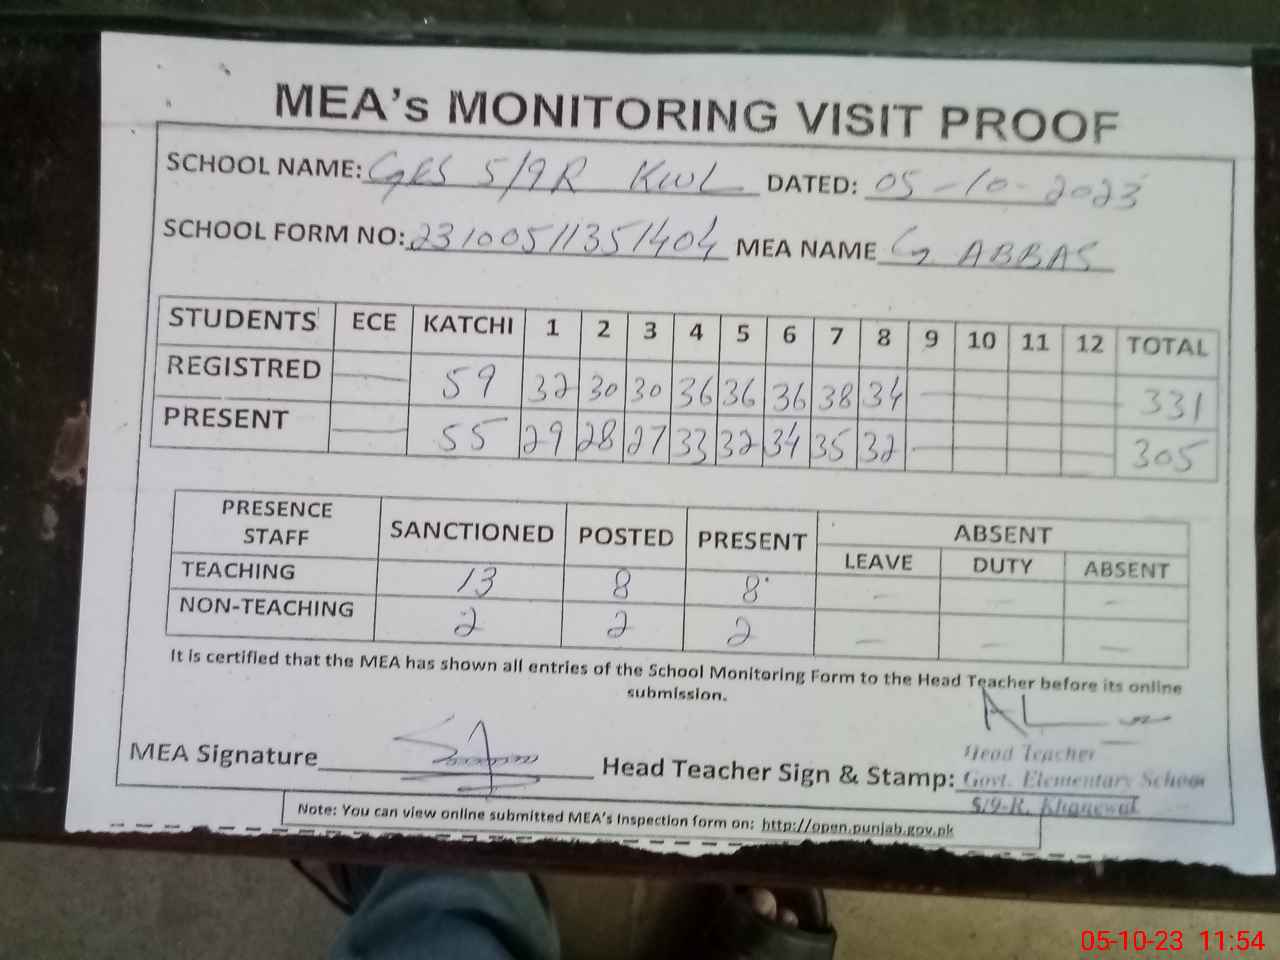 MEA's MONITORING VISIT PROOF
SCHOOL NAME: GES 5/9R KWL DATED: 05-10-2023
SCHOOL FORM NO: 23100511351404 MEA NAME G ABBAS
STUDENTS ECE KATCHI 1 2 3 4 5 6 7 8 9 10 11 12 TOTAL
REGISTRED — 59 32 30 30 36 36 36 38 34 — — — — 331
PRESENT — 55 29 28 27 33 32 34 35 32 — — — — 305
PRESENCE STAFF SANCTIONED POSTED PRESENT ABSENT
LEAVE DUTY ABSENT
TEACHING 13 8 8 — — —
NON-TEACHING 2 2 2 — — —
It is certified that the MEA has shown all entries of the School Monitoring Form to the Head Teacher before its online
submission.
MEA Signature Head Teacher Sign & Stamp:
Head Teacher
Govt. Elementary School
5/9-R, Khanewal
Note: You can view online submitted MEA's Inspection form on: http://open.punjab.gov.pk
05-10-23 11:54